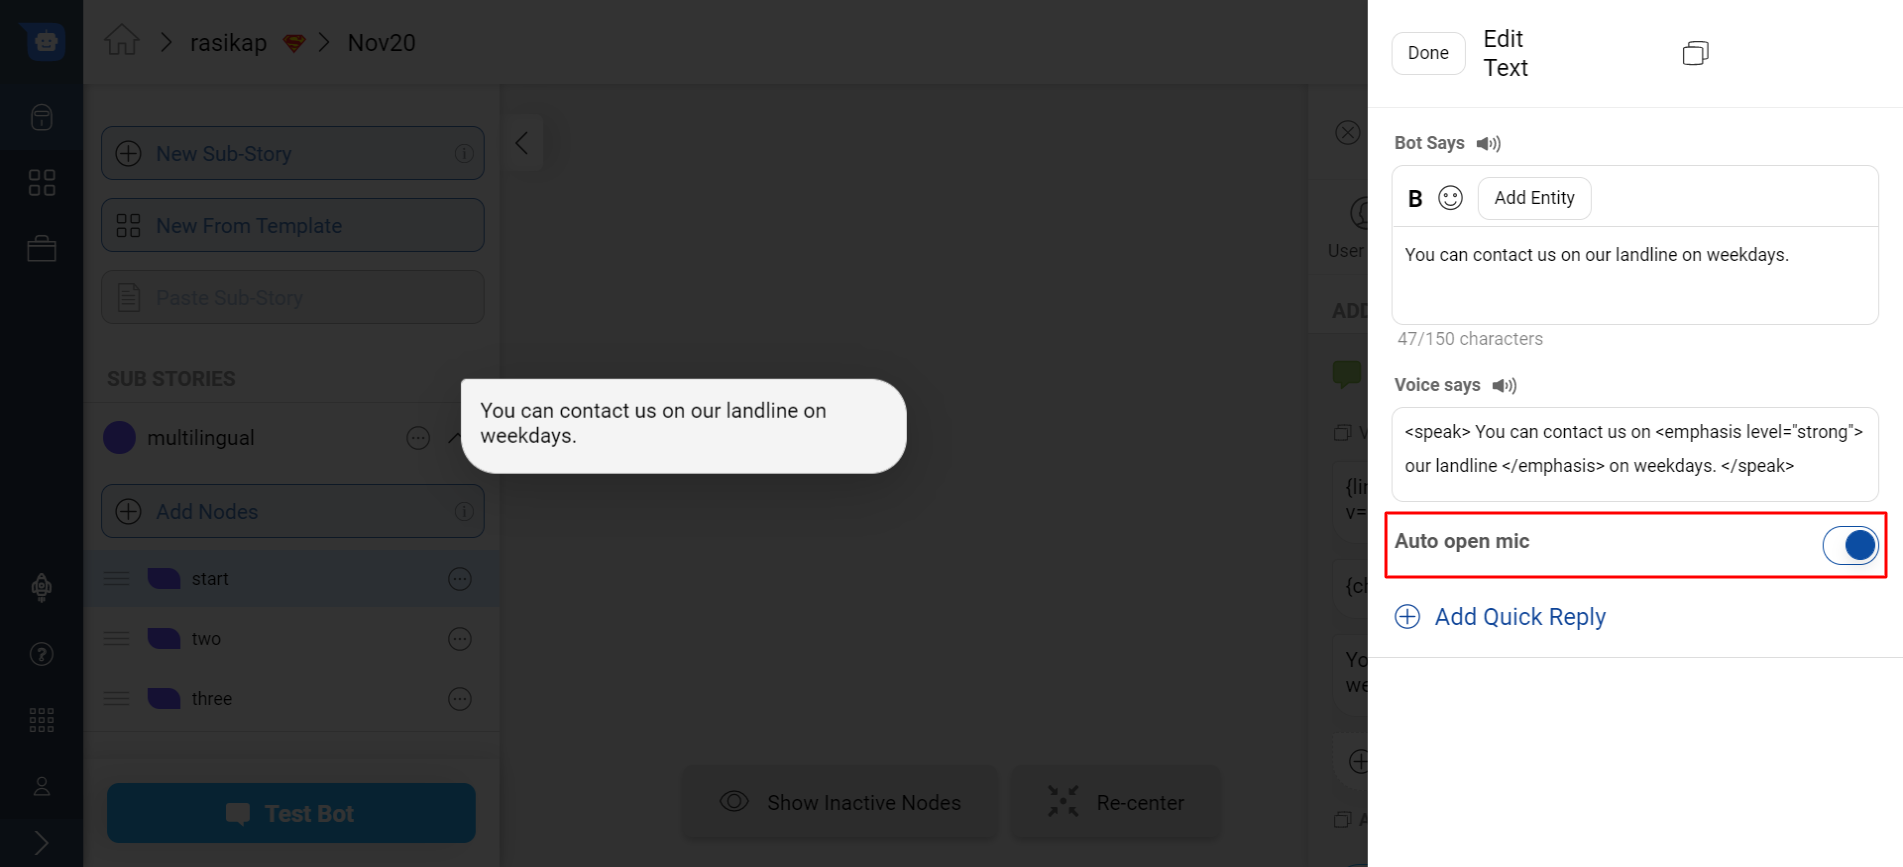 rasikap
Nov20
New Sub-Story
New From Template
Paste Sub-Story
SUB STORIES
multilingual
Add Nodes
start
two
three
Test Bot
You can contact us on our landline on
weekdays.
Show Inactive Nodes
Re-center
User
ADD
V
{lin
v=
{ch
Yo
we
A
Done
Edit
Text
Bot Says
B
Add Entity
You can contact us on our landline on weekdays.
47/150 characters
Voice says
<speak> You can contact us on <emphasis level="strong">
our landline </emphasis> on weekdays. </speak>
Auto open mic
Add Quick Reply